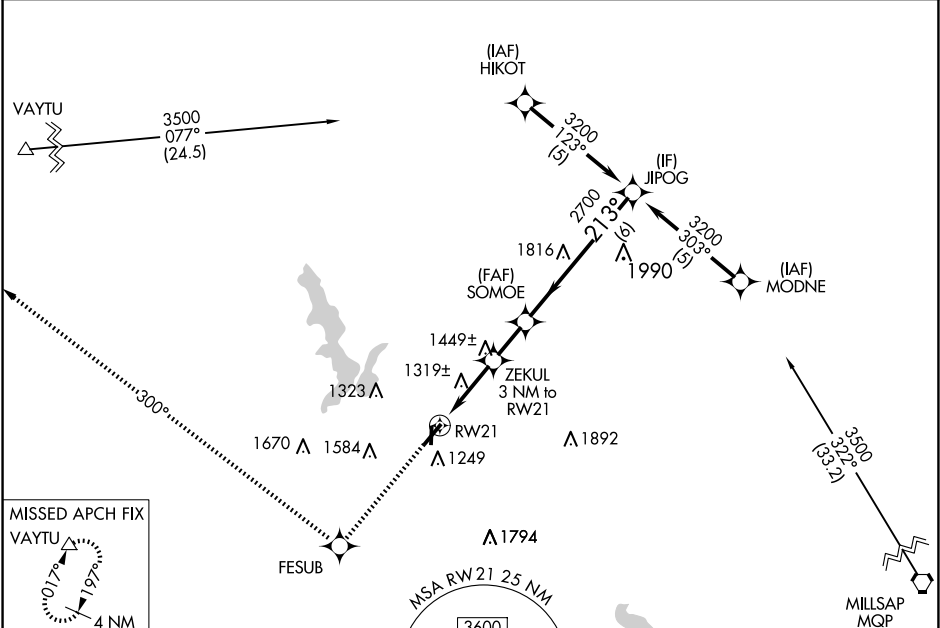 (IAF)
HIKOT
VAYTU
3500
077°
(24.5)
3200
123°
(5)
(IF)
JIPOG
2700
213°
(6)
3200
303°
(5)
1816
1990
(IAF)
MODNE
(FAF)
SOMOE
1449±
ZEKUL
3 NM to
RW21
1319±
1323
RW21
300°
1670
1584
1249
1892
3500
322°
(33.2)
MISSED APCH FIX
VAYTU
017°
197°
4 NM
FESUB
1794
MSA RW21 25 NM
3600
MILLSAP
MQP